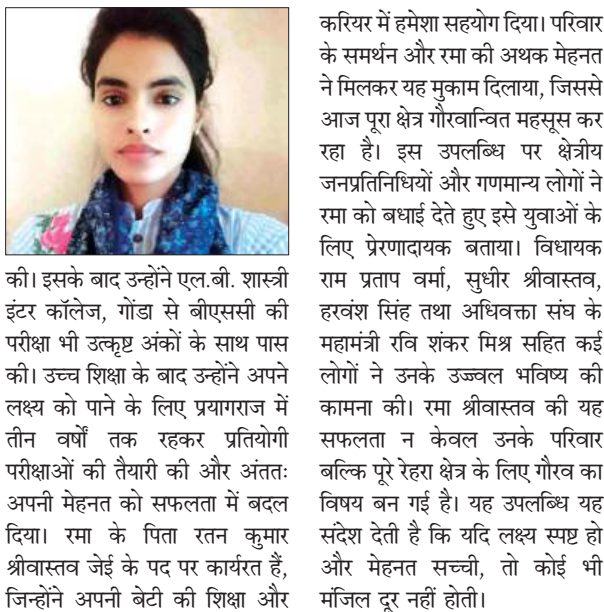 की। इसके बाद उन्होंने एल.बी. शास्त्री
इंटर कॉलेज, गोंडा से बीएससी की
परीक्षा भी उत्कृष्ट अंकों के साथ पास
की। उच्च शिक्षा के बाद उन्होंने अपने
लक्ष्य को पाने के लिए प्रयागराज में
तीन वर्षों तक रहकर प्रतियोगी
परीक्षाओं की तैयारी की और अंततः
अपनी मेहनत को सफलता में बदल
दिया। रमा के पिता रतन कुमार
श्रीवास्तव जेई के पद पर कार्यरत हैं,
जिन्होंने अपनी बेटी की शिक्षा और
करियर में हमेशा सहयोग दिया। परिवार
के समर्थन और रमा की अथक मेहनत
ने मिलकर यह मुकाम दिलाया, जिससे
आज पूरा क्षेत्र गौरवान्वित महसूस कर
रहा है। इस उपलब्धि पर क्षेत्रीय
जनप्रतिनिधियों और गणमान्य लोगों ने
रमा को बधाई देते हुए इसे युवाओं के
लिए प्रेरणादायक बताया। विधायक
राम प्रताप वर्मा, सुधीर श्रीवास्तव,
हरवंश सिंह तथा अधिवक्ता संघ के
महामंत्री रवि शंकर मिश्र सहित कई
लोगों ने उनके उज्ज्वल भविष्य की
कामना की। रमा श्रीवास्तव की यह
सफलता न केवल उनके परिवार
बल्कि पूरे रेहरा क्षेत्र के लिए गौरव का
विषय बन गई है। यह उपलब्धि यह
संदेश देती है कि यदि लक्ष्य स्पष्ट हो
और मेहनत सच्ची, तो कोई भी
मंजिल दूर नहीं होती।